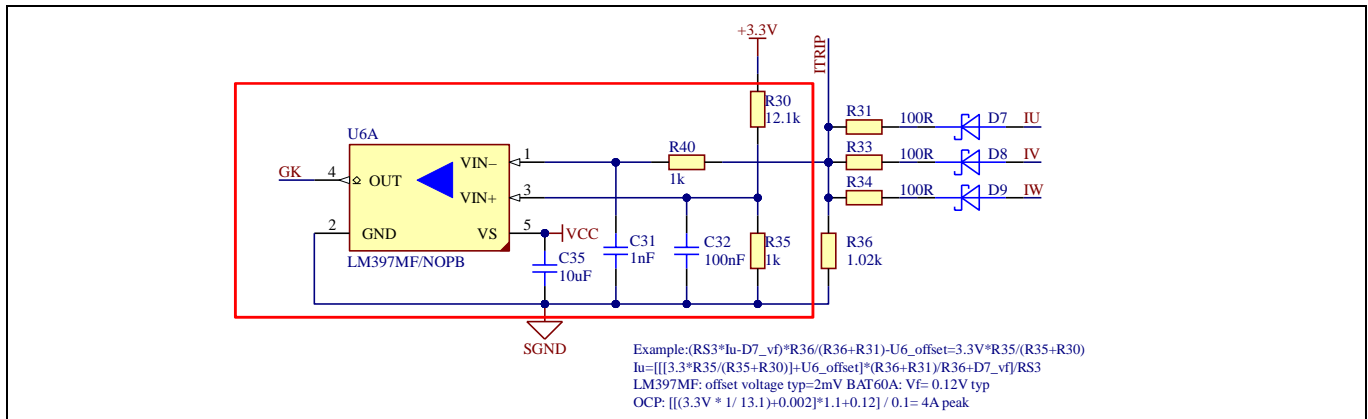 +3.3V
ITRIP
R30
12.1k
R31
100R
D7
IU
U6A
R40
1k
R33
100R
D8
IV
GK
4
OUT
VIN–
1
R34
100R
D9
IW
VIN+
3
2
GND
VS
5
VCC
LM397MF/NOPB
C35
10uF
C31
1nF
C32
100nF
R35
1k
R36
1.02k
SGND
Example:(RS3*Iu-D7_vf)*R36/(R36+R31)-U6_offset=3.3V*R35/(R35+R30)
Iu=[[[3.3*R35/(R35+R30)]+U6_offset]*(R36+R31)/R36+D7_vf]/RS3
LM397MF: offset voltage typ=2mV BAT60A: Vf= 0.12V typ
OCP: [[(3.3V * 1/ 13.1)+0.002]*1.1+0.12] / 0.1= 4A peak